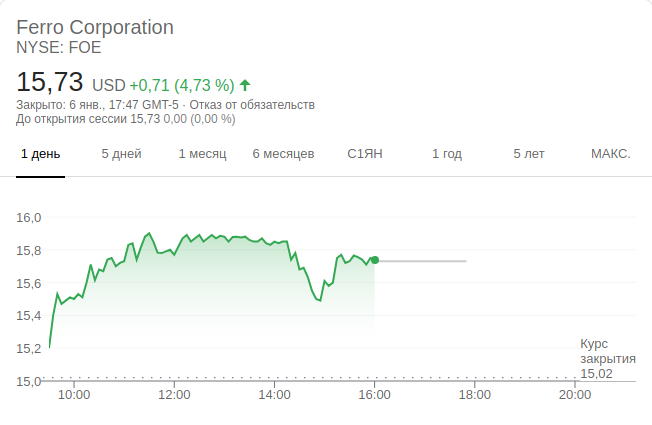 Ferro Corporation
NYSE: FOE
15,73 USD +0,71 (4,73 %)
Закрыто: 6 янв., 17:47 GMT-5 · Отказ от обязательств
До открытия сессии 15,73 0,00 (0,00 %)
1 день 5 дней 1 месяц 6 месяцев С1ЯН 1 год 5 лет МАКС.
16,0
15,8
15,6
15,4
15,2
Курс
закрытия
15,02
15,0
10:00 12:00 14:00 16:00 18:00 20:00